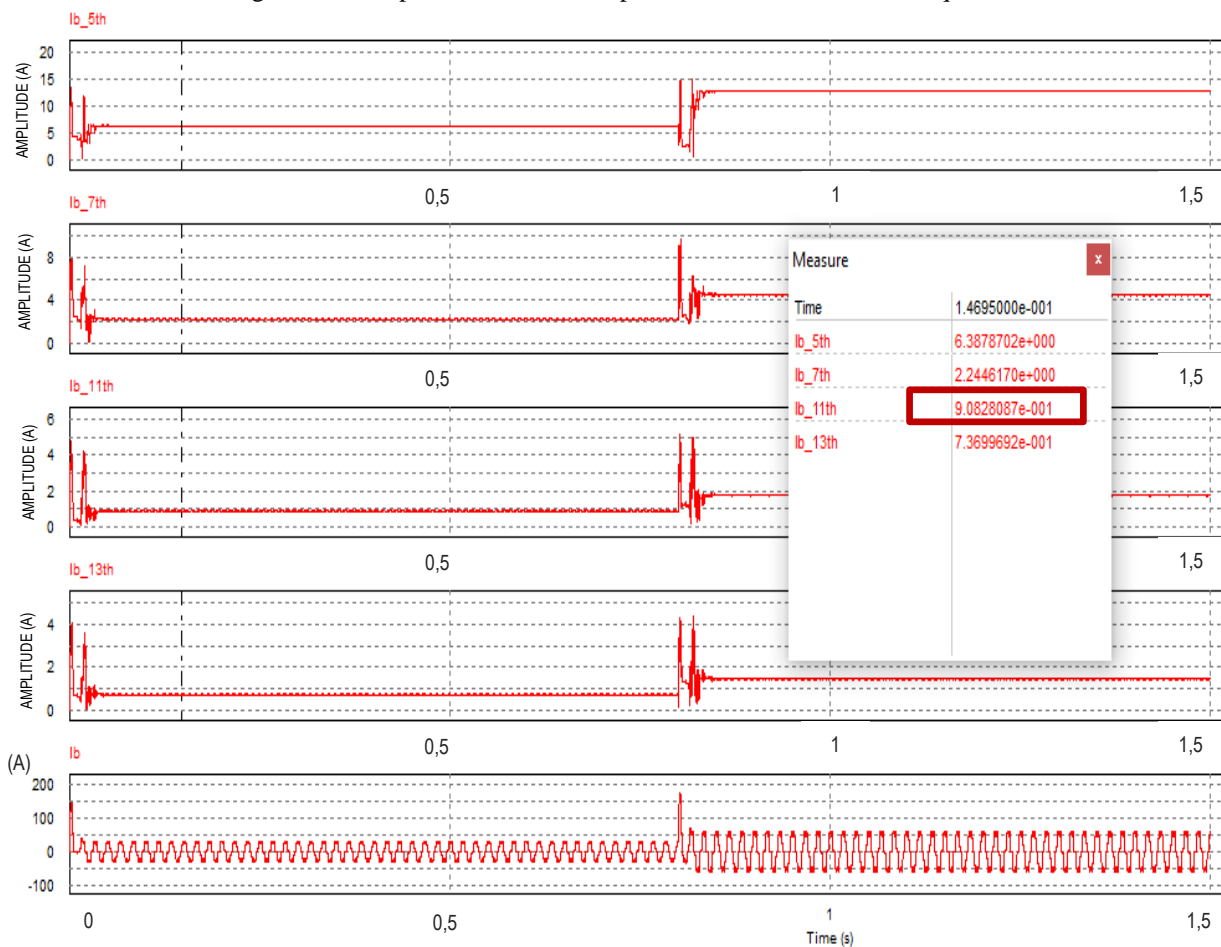 Ib_5th
AMPLITUDE (A)
20
15
10
5
0
0,5
1
1,5
Ib_7th
AMPLITUDE (A)
8
4
0
0,5
1,5
Ib_11th
AMPLITUDE (A)
6
4
2
0
0,5
1,5
Ib_13th
AMPLITUDE (A)
4
2
0
0,5
1
1,5
Measure
x
Time 1.4695000e-001
Ib_5th 6.3878702e+000
Ib_7th 2.2446170e+000
Ib_11th 9.0828087e-001
Ib_13th 7.3699692e-001
(A)
Ib
200
100
0
-100
0
0,5
1
1,5
Time (s)